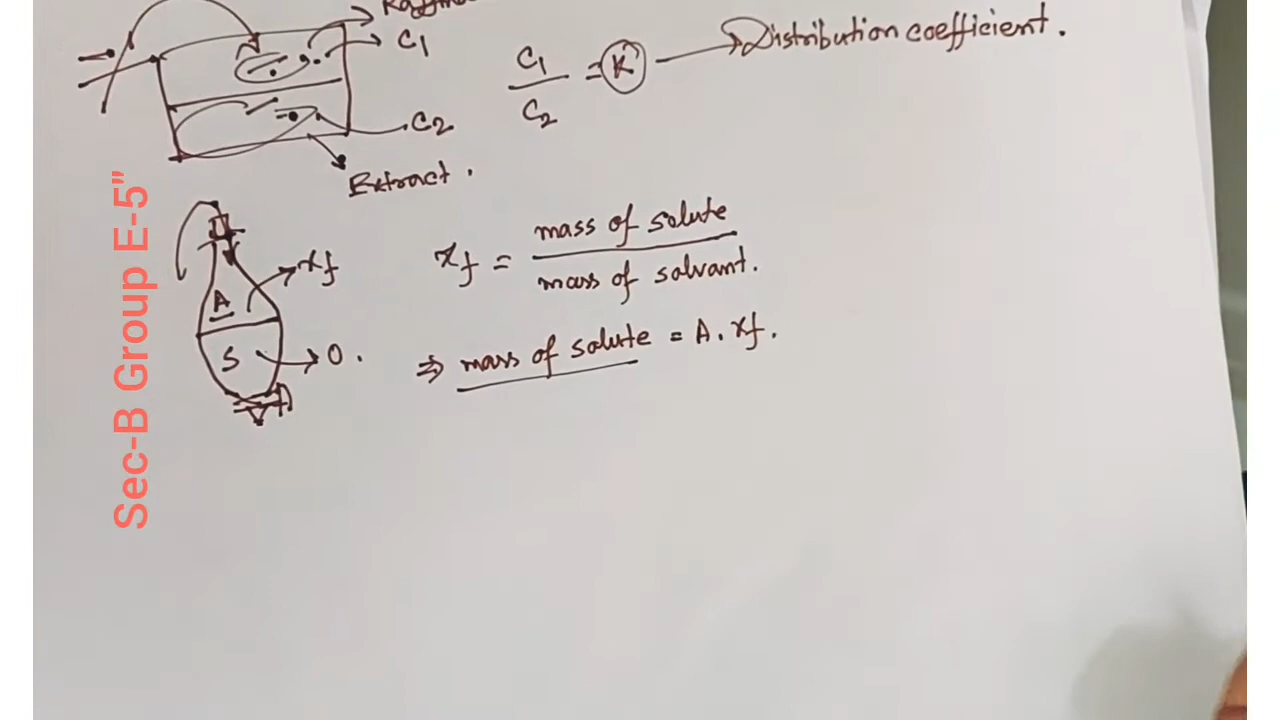 C1
C1
C2
= K → Distribution coefficient.
C2
Extract.
xf
A
S → 0.
xf = mass of solute
mass of solvant.
⇒ mass of solute = A. xf.
Sec-B Group E-5"